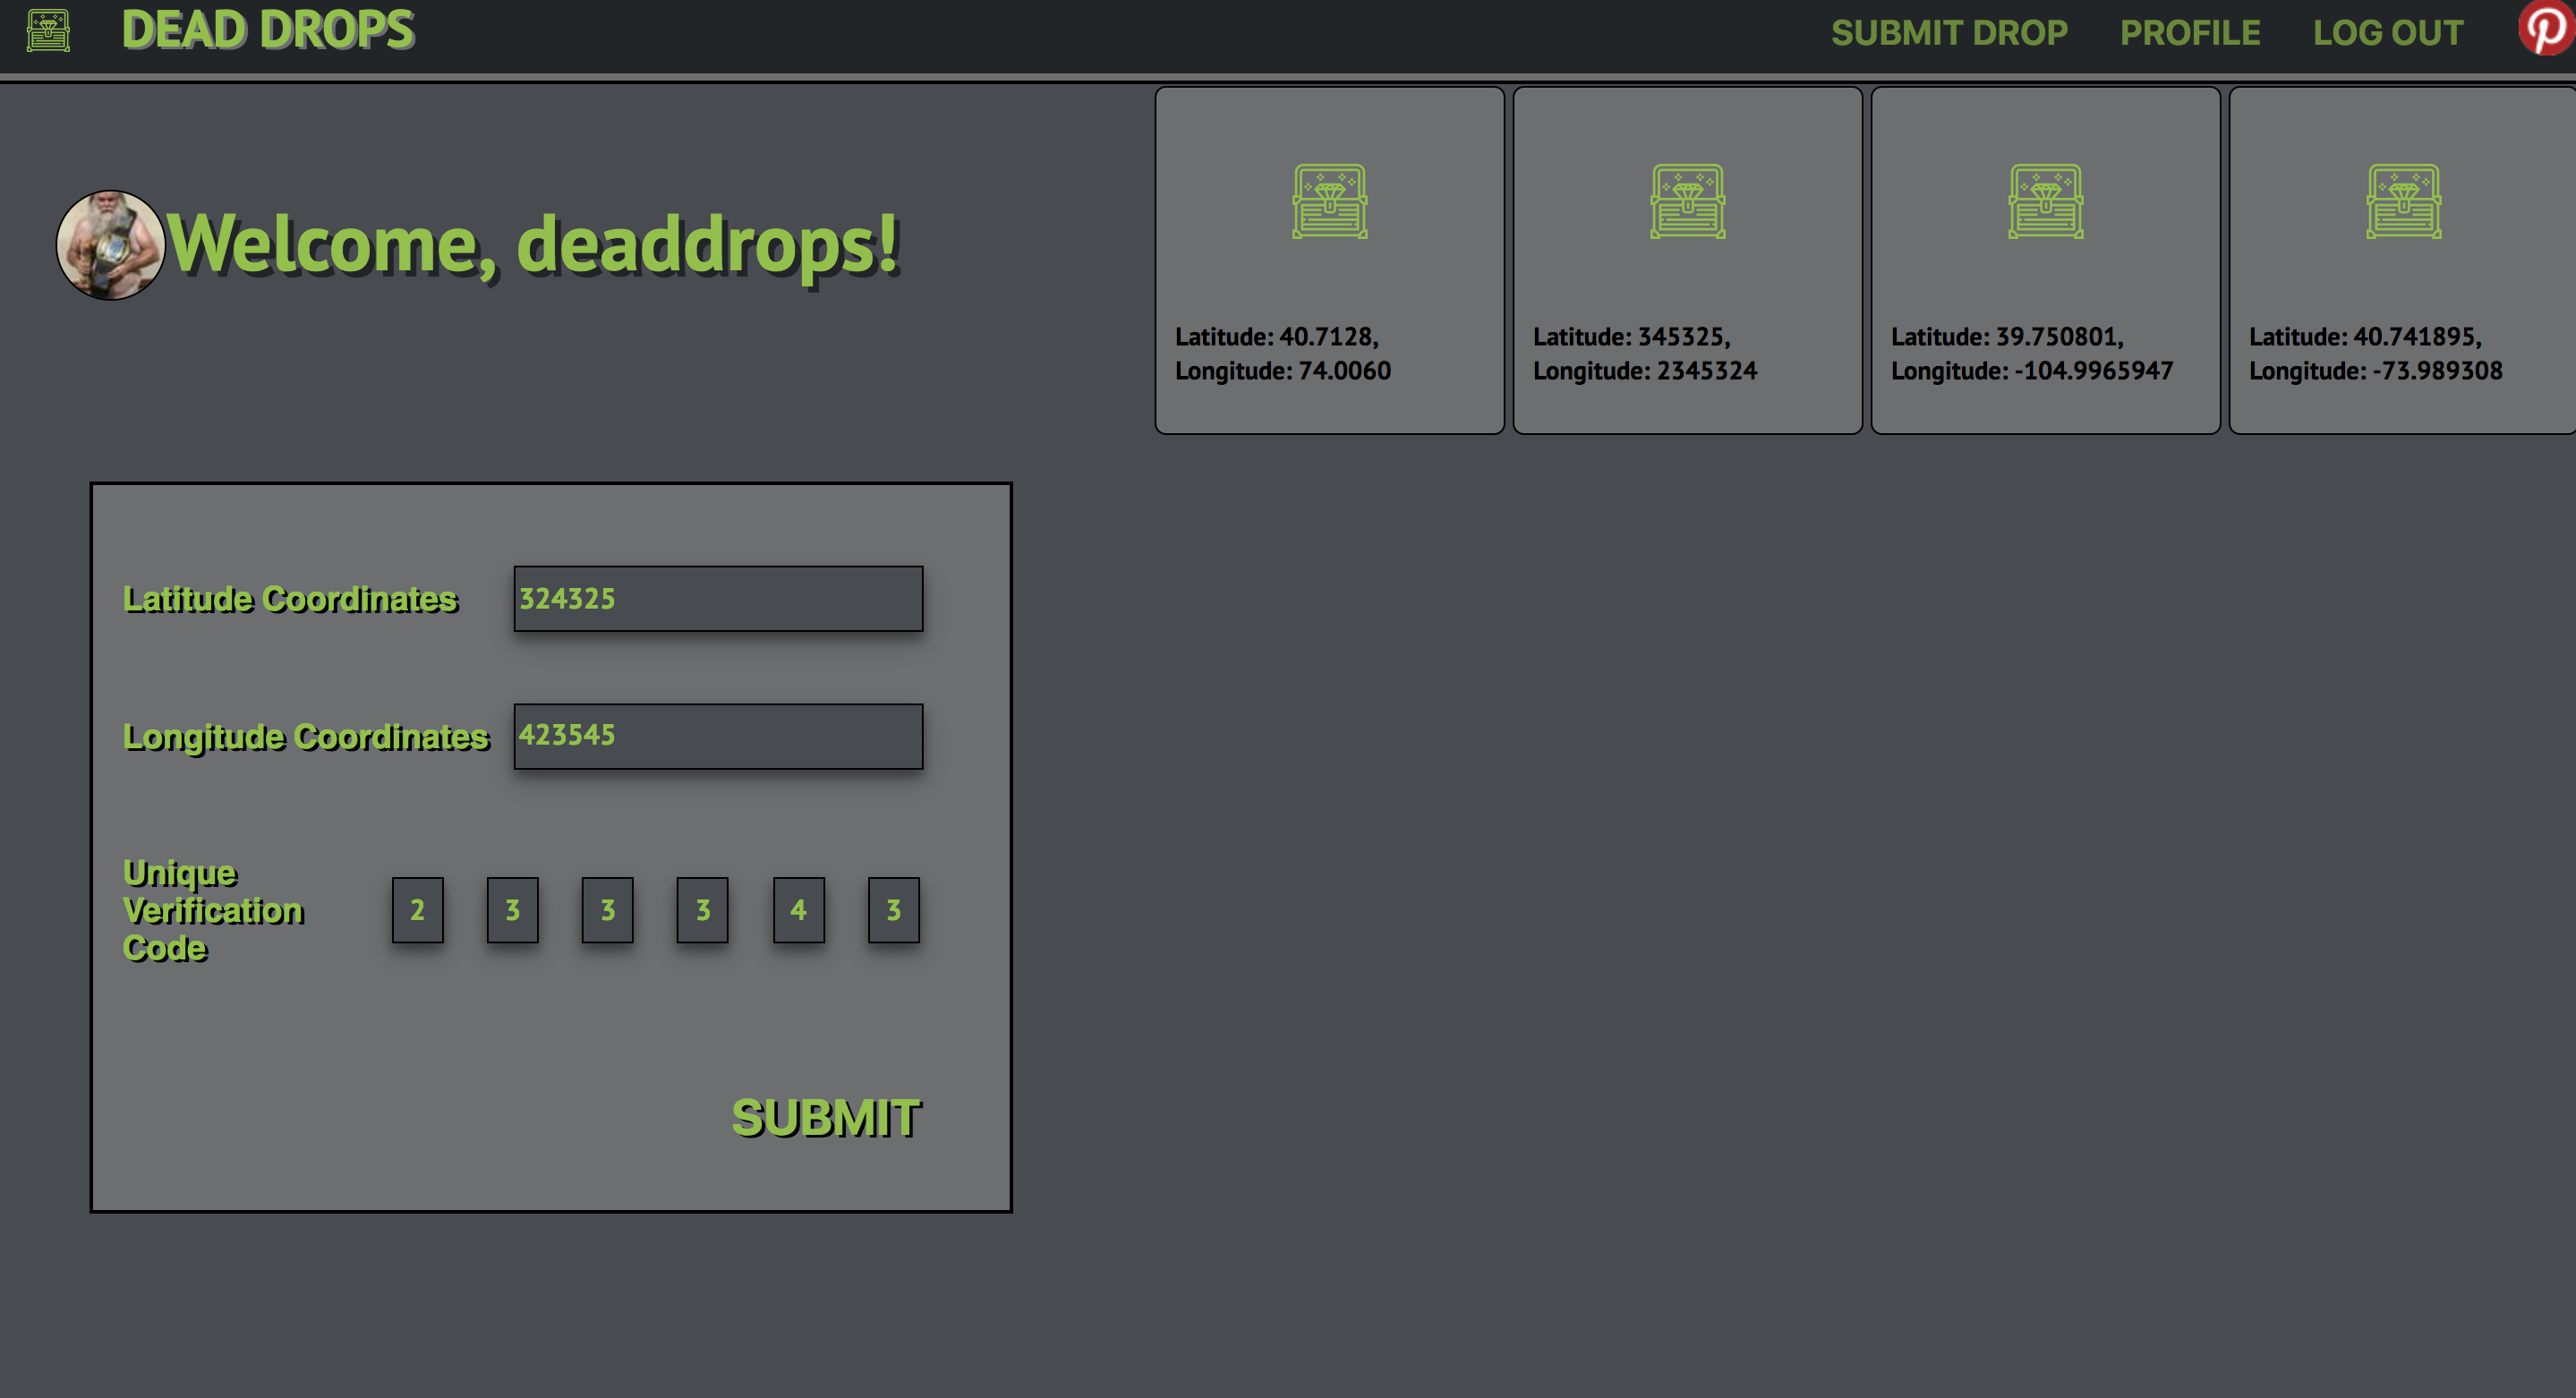 DEAD DROPS
SUBMIT DROP PROFILE LOG OUT
Welcome, deaddrops!
Latitude: 40.7128,
Longitude: 74.0060
Latitude: 345325,
Longitude: 2345324
Latitude: 39.750801,
Longitude: -104.9965947
Latitude: 40.741895,
Longitude: -73.989308
Latitude Coordinates 324325
Longitude Coordinates 423545
Unique
Verification
Code
2 3 3 3 4 3
SUBMIT